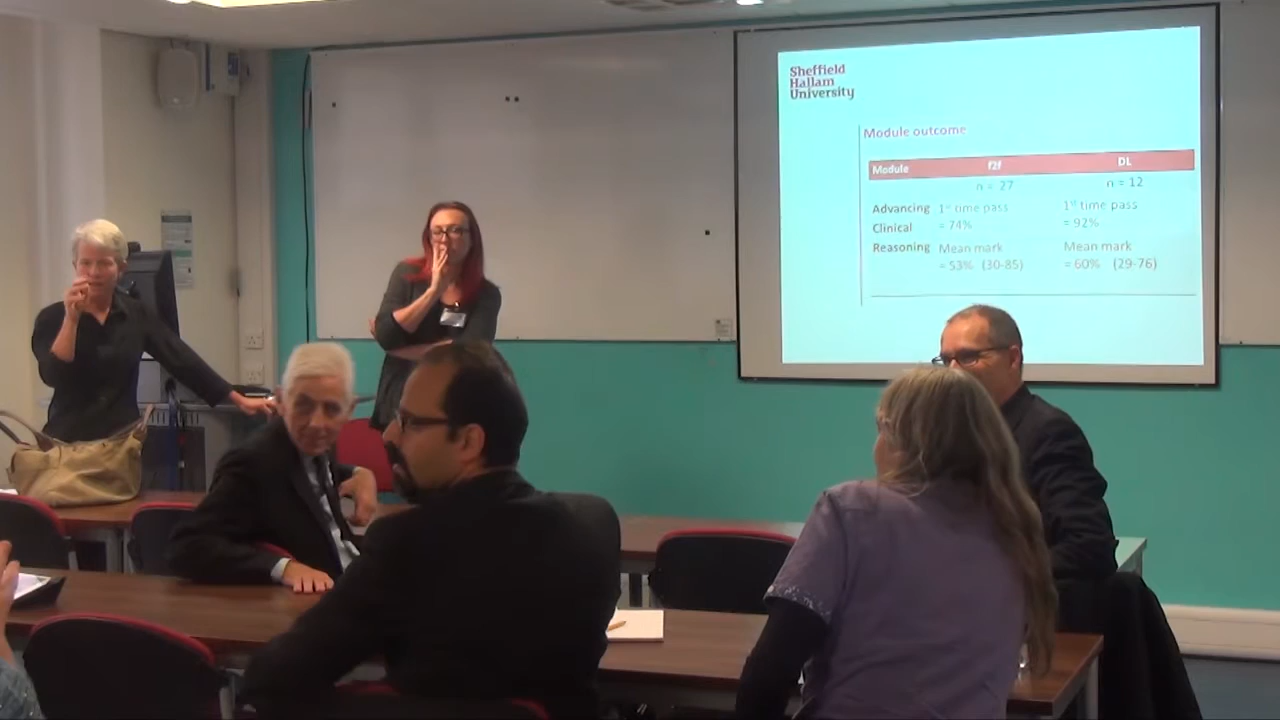 Sheffield
Hallam
University
Module outcome
Module f2f DL
n = 27 n = 12
Advancing 1st time pass 1st time pass
Clinical = 74% = 92%
Reasoning Mean mark Mean mark
= 53% (30-85) = 60% (29-76)